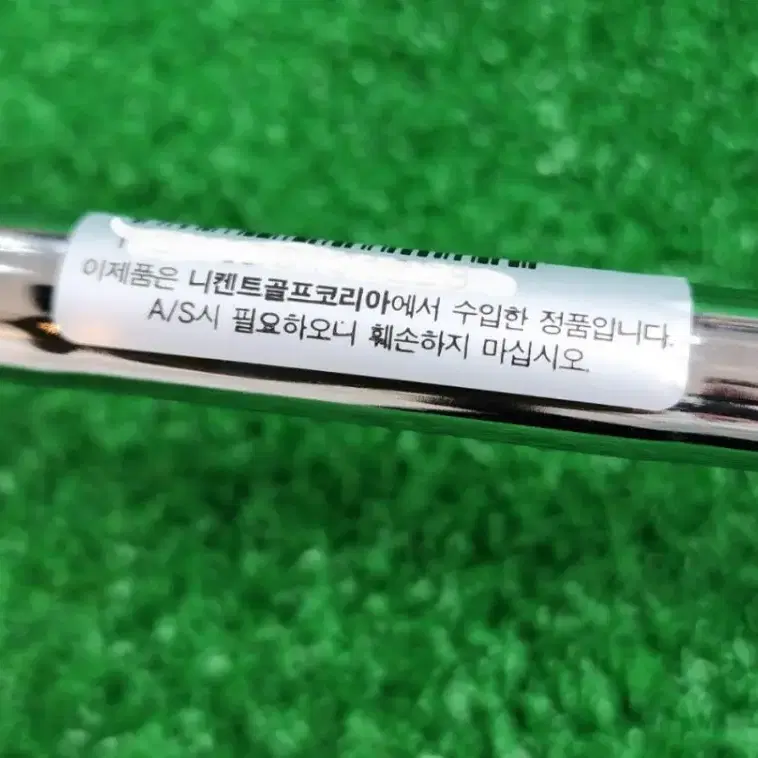 이제품은 니켄트골프코리아에서 수입한 정품입니다.
A/S시 필요하오니 훼손하지 마십시오.